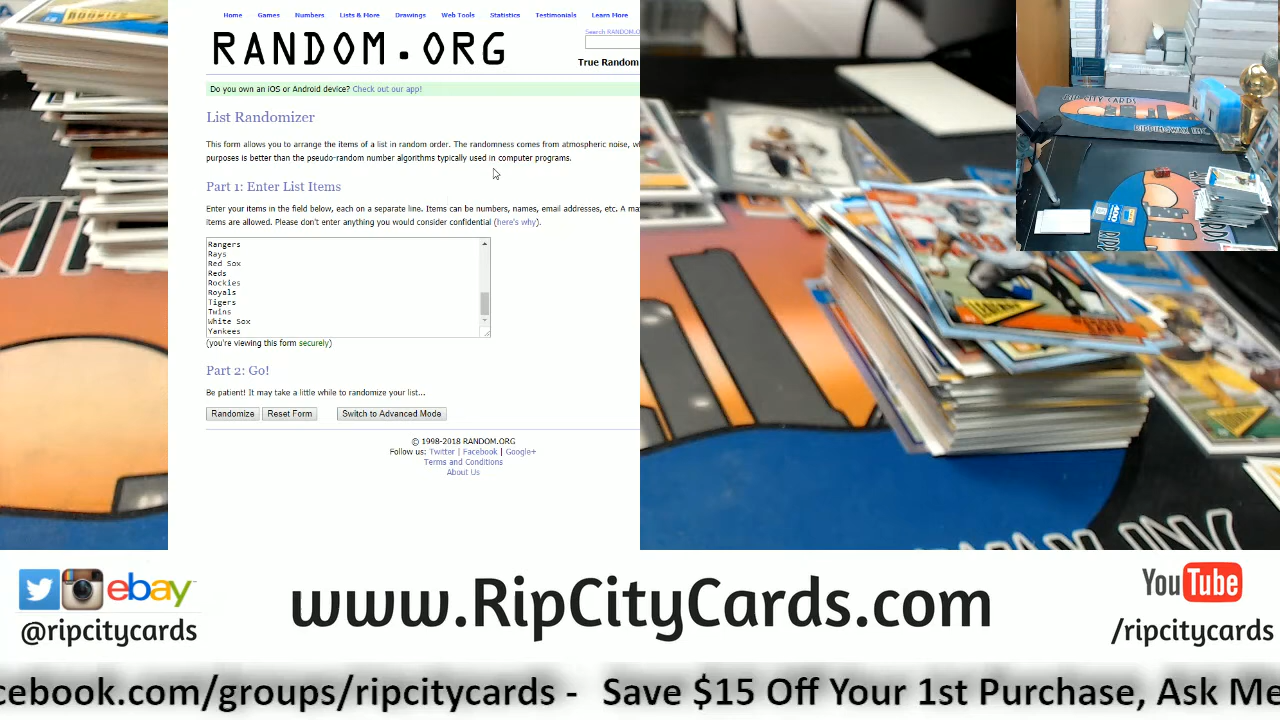 Home Games Numbers Lists & More Drawings Web Tools Statistics Testimonials Learn More
RANDOM.ORG
Search RANDOM.O
True Random
Do you own an iOS or Android device? Check out our app!
List Randomizer
This form allows you to arrange the items of a list in random order. The randomness comes from atmospheric noise, wh
purposes is better than the pseudo-random number algorithms typically used in computer programs.
Part 1: Enter List Items
Enter your items in the field below, each on a separate line. Items can be numbers, names, email addresses, etc. A ma
items are allowed. Please don't enter anything you would consider confidential (here's why).
Rangers
Rays
Red Sox
Reds
Rockies
Royals
Tigers
Twins
White Sox
Yankees
(you're viewing this form securely)
Part 2: Go!
Be patient! It may take a little while to randomize your list...
Randomize Reset Form Switch to Advanced Mode
© 1998-2018 RANDOM.ORG
Follow us: Twitter | Facebook | Google+
Terms and Conditions
About Us
RIP CITY CARDS
ebay
@ripcitycards
www.RipCityCards.com
YouTube
/ripcitycards
cebook.com/groups/ripcitycards - Save $15 Off Your 1st Purchase, Ask Me